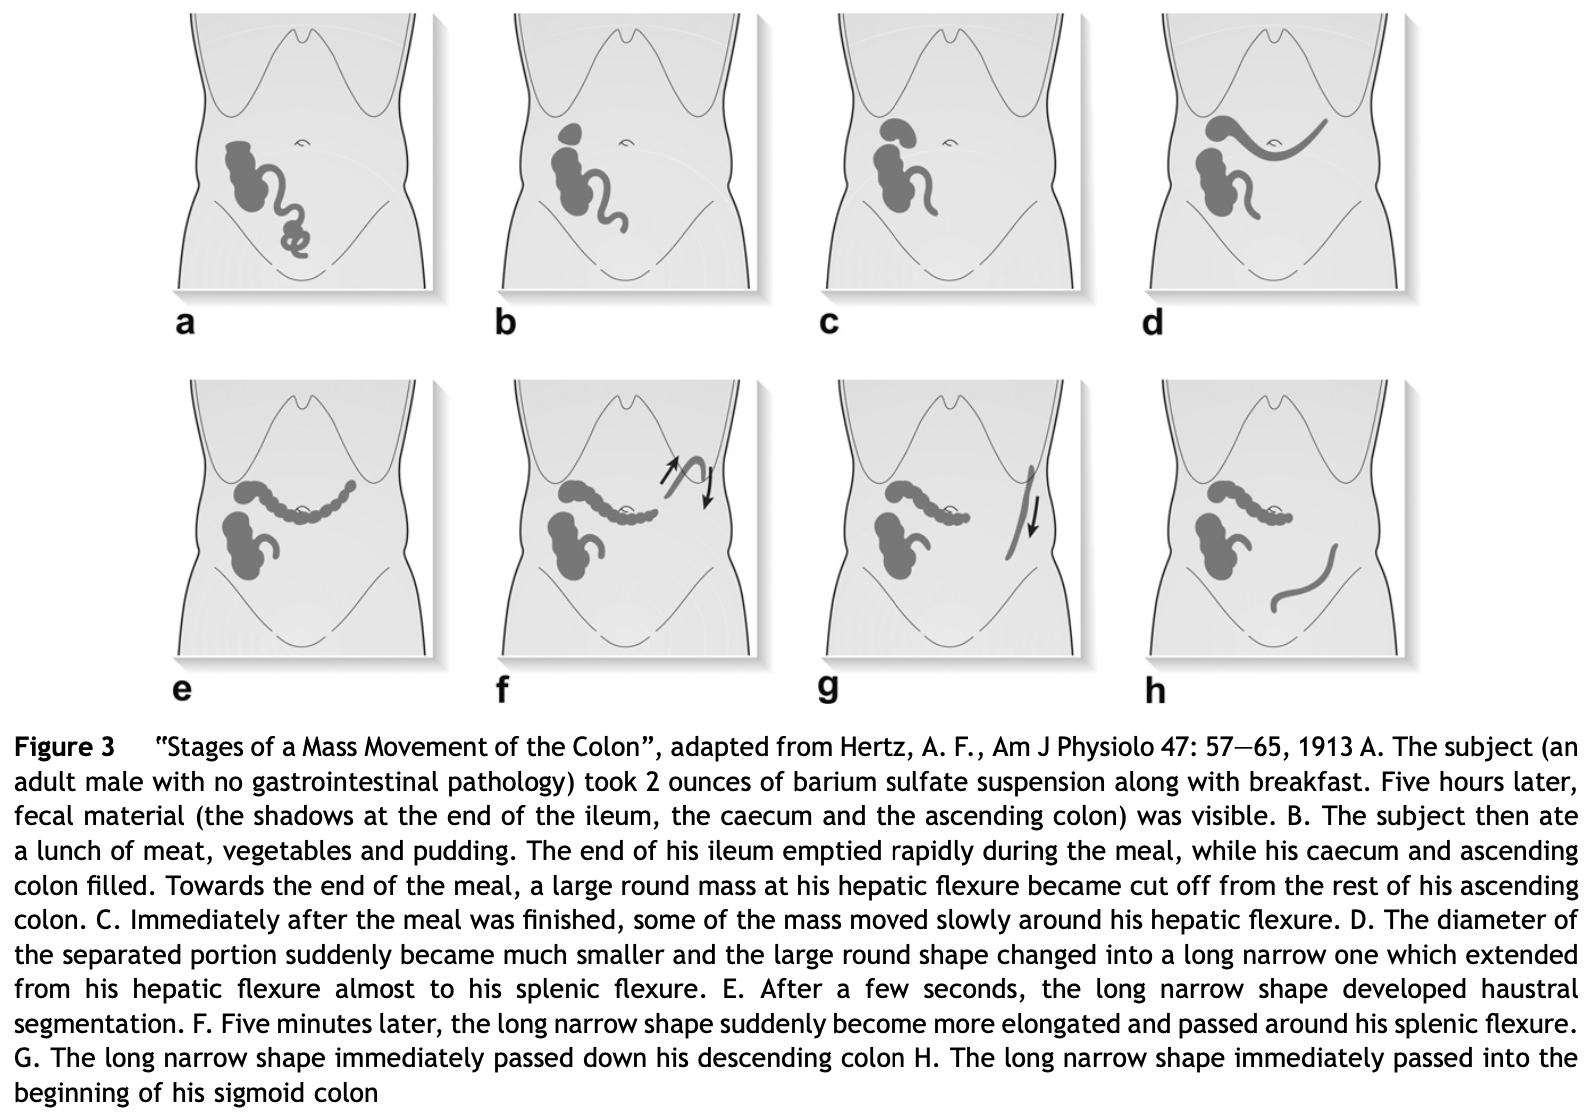 a
b
c
d
e
f
g
h
Figure 3 “Stages of a Mass Movement of the Colon”, adapted from Hertz, A. F., Am J Physiolo 47: 57–65, 1913 A. The subject (an
adult male with no gastrointestinal pathology) took 2 ounces of barium sulfate suspension along with breakfast. Five hours later,
fecal material (the shadows at the end of the ileum, the caecum and the ascending colon) was visible. B. The subject then ate
a lunch of meat, vegetables and pudding. The end of his ileum emptied rapidly during the meal, while his caecum and ascending
colon filled. Towards the end of the meal, a large round mass at his hepatic flexure became cut off from the rest of his ascending
colon. C. Immediately after the meal was finished, some of the mass moved slowly around his hepatic flexure. D. The diameter of
the separated portion suddenly became much smaller and the large round shape changed into a long narrow one which extended
from his hepatic flexure almost to his splenic flexure. E. After a few seconds, the long narrow shape developed haustral
segmentation. F. Five minutes later, the long narrow shape suddenly become more elongated and passed around his splenic flexure.
G. The long narrow shape immediately passed down his descending colon H. The long narrow shape immediately passed into the
beginning of his sigmoid colon